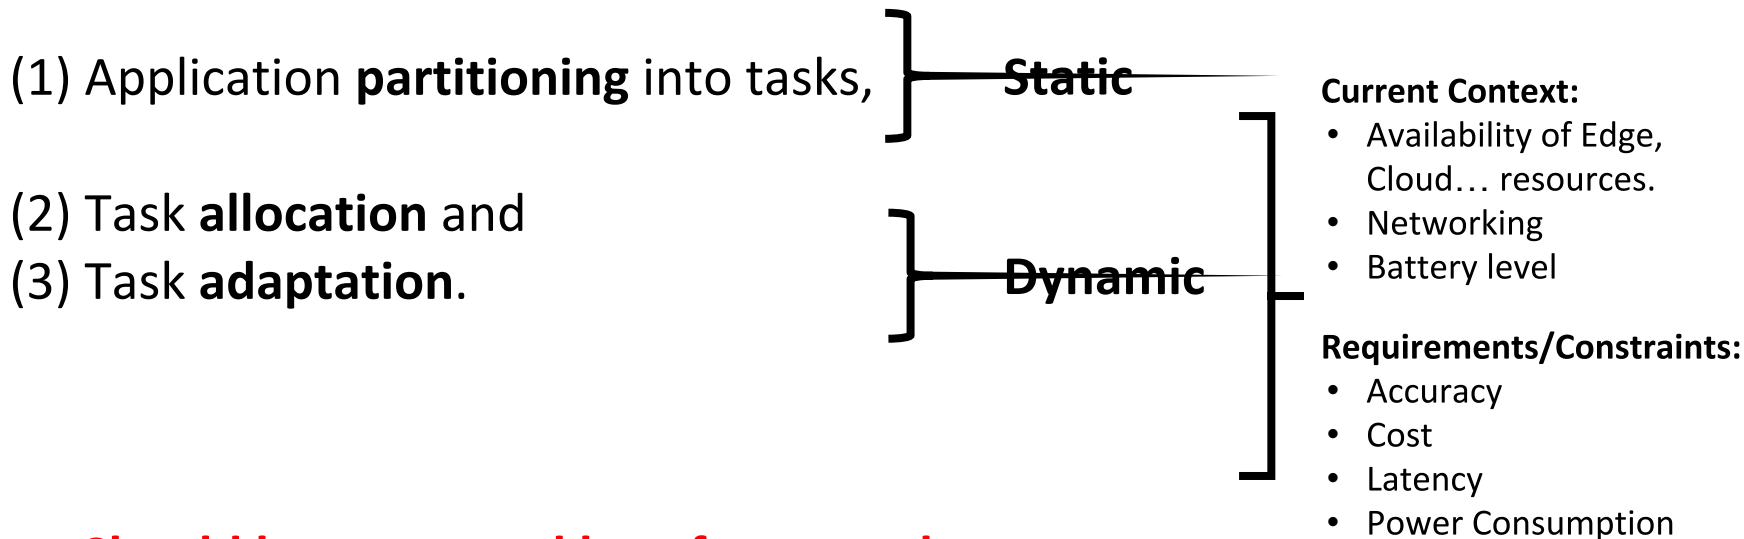 (1) Application partitioning into tasks,
Static
(2) Task allocation and
(3) Task adaptation.
Dynamic
Current Context:
• Availability of Edge,
Cloud... resources.
• Networking
• Battery level
Requirements/Constraints:
• Accuracy
• Cost
• Latency
• Power Consumption